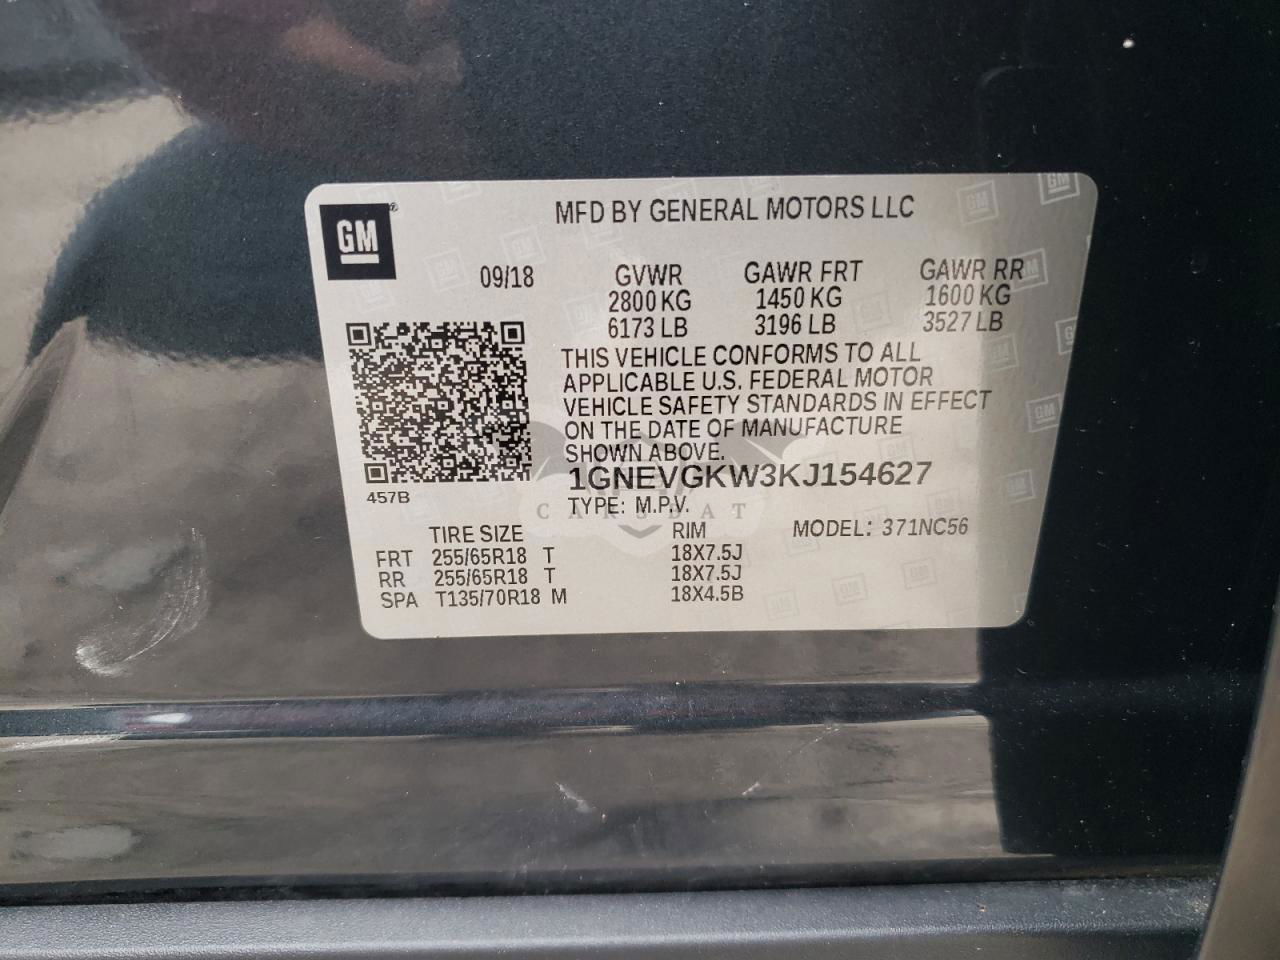 GM
MFD BY GENERAL MOTORS LLC
09/18 GVWR GAWR FRT GAWR RR
2800 KG 1450 KG 1600 KG
6173 LB 3196 LB 3527 LB
THIS VEHICLE CONFORMS TO ALL
APPLICABLE U.S. FEDERAL MOTOR
VEHICLE SAFETY STANDARDS IN EFFECT
ON THE DATE OF MANUFACTURE
SHOWN ABOVE.
1GNEVGKW3KJ154627
457B
TYPE: M.P.V.
CARSDAT
TIRE SIZE RIM MODEL: 371NC56
FRT 255/65R18 T 18X7.5J
RR 255/65R18 T 18X7.5J
SPA T135/70R18 M 18X4.5B